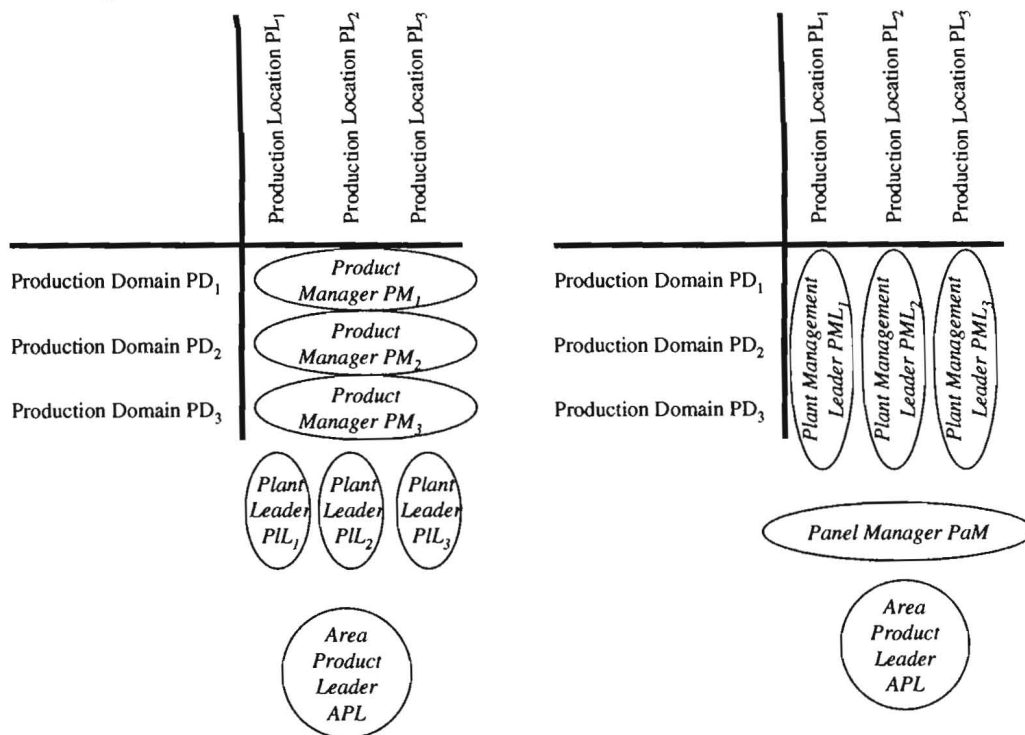 Production Location PL₁
Production Location PL₂
Production Location PL₃
Production Domain PD₁
Production Domain PD₂
Production Domain PD₃
Product
Manager PM₁
Product
Manager PM₂
Product
Manager PM₃
Plant
Leader
PlL₁
Plant
Leader
PlL₂
Plant
Leader
PlL₃
Area
Product
Leader
APL
Production Location PL₁
Production Location PL₂
Production Location PL₃
Production Domain PD₁
Production Domain PD₂
Production Domain PD₃
Plant Management
Leader PML₁
Plant Management
Leader PML₂
Plant Management
Leader PML₃
Panel Manager PaM
Area
Product
Leader
APL